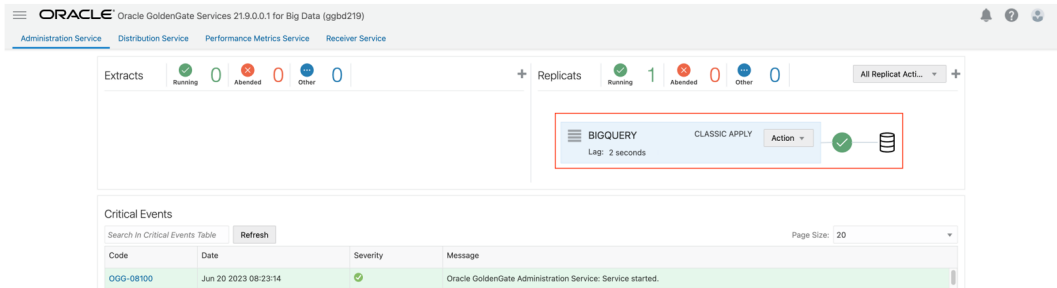 ORACLE Oracle GoldenGate Services 21.9.0.0.1 for Big Data (ggbd219)
Administration Service Distribution Service Performance Metrics Service Receiver Service
Extracts Running 0 Abended 0 Other 0 + Replicats Running 1 Abended 0 Other 0 All Replicat Acti... +
BIGQUERY CLASSIC APPLY Action
Lag: 2 seconds
Critical Events
Search In Critical Events Table Refresh Page Size: 20
Code Date Severity Message
OGG-08100 Jun 20 2023 08:23:14 Oracle GoldenGate Administration Service: Service started.